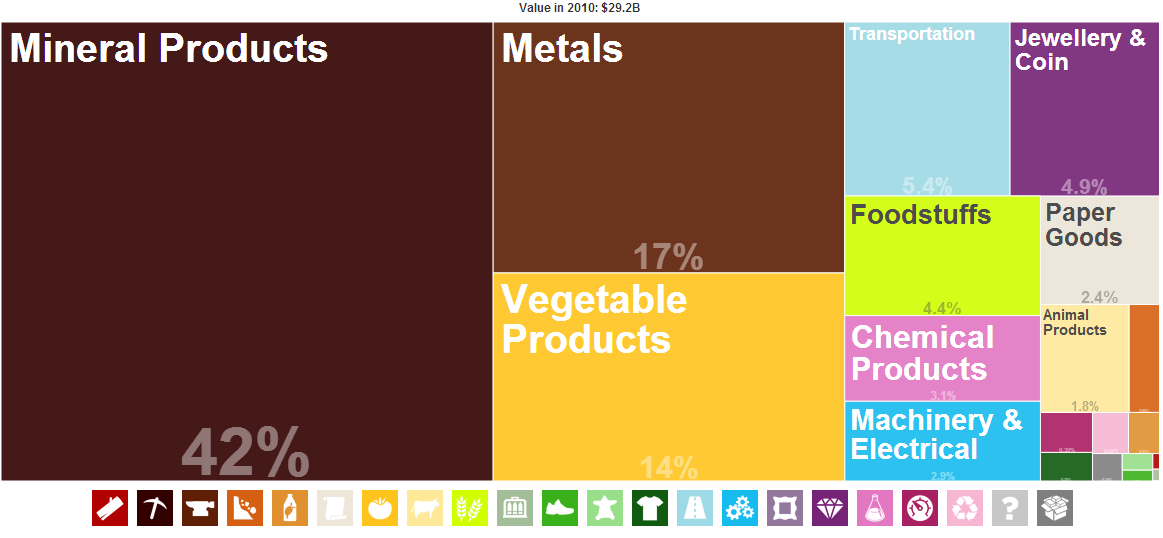 Value in 2010: $29.2B
Mineral Products
42%
Metals
17%
Vegetable
Products
14%
Transportation
5.4%
Jewellery &
Coin
4.9%
Foodstuffs
4.4%
Chemical
Products
3.1%
Machinery &
Electrical
2.9%
Paper
Goods
2.4%
Animal
Products
1.8%
?